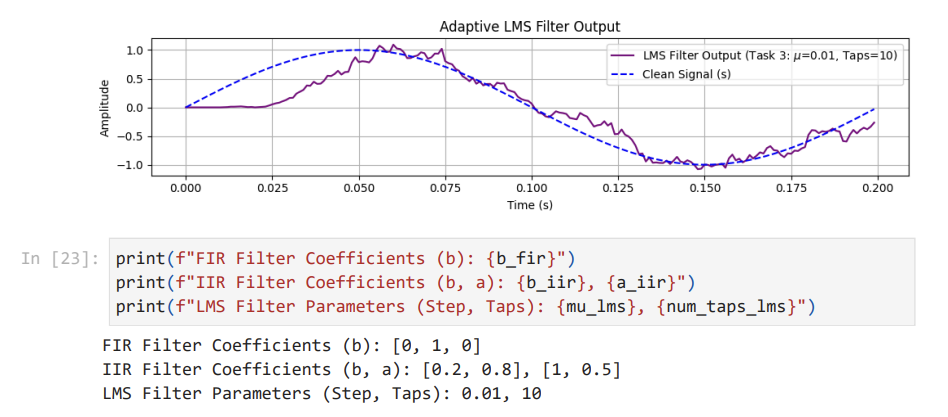 Adaptive LMS Filter Output
1.0
0.5
0.0
−0.5
−1.0
Amplitude
LMS Filter Output (Task 3: μ=0.01, Taps=10)
Clean Signal (s)
0.000 0.025 0.050 0.075 0.100 0.125 0.150 0.175 0.200
Time (s)
In [23]: print(f"FIR Filter Coefficients (b): {b_fir}")
print(f"IIR Filter Coefficients (b, a): {b_iir}, {a_iir}")
print(f"LMS Filter Parameters (Step, Taps): {mu_lms}, {num_taps_lms}")
FIR Filter Coefficients (b): [0, 1, 0]
IIR Filter Coefficients (b, a): [0.2, 0.8], [1, 0.5]
LMS Filter Parameters (Step, Taps): 0.01, 10